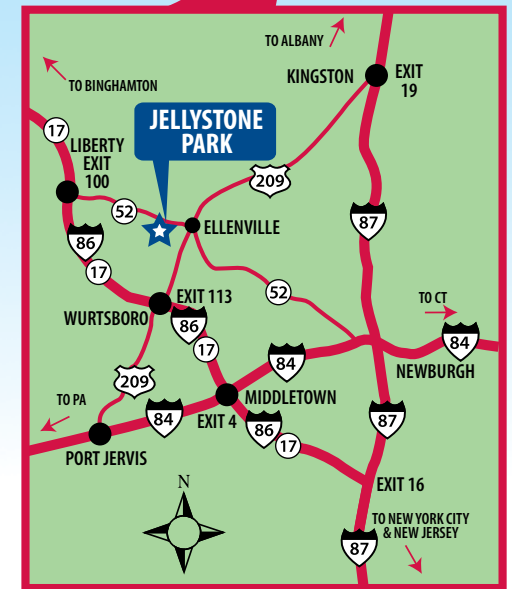 TO ALBANY
KINGSTON
EXIT
19
TO BINGHAMTON
17
JELLYSTONE
PARK
LIBERTY
EXIT
100
209
52
ELLENVILLE
87
86
17
52
EXIT 113
WURTSBORO
86
17
TO CT
84
84
NEWBURGH
209
TO PA
84
MIDDLETOWN
EXIT 4
86
17
87
PORT JERVIS
EXIT 16
N
TO NEW YORK CITY
& NEW JERSEY
87